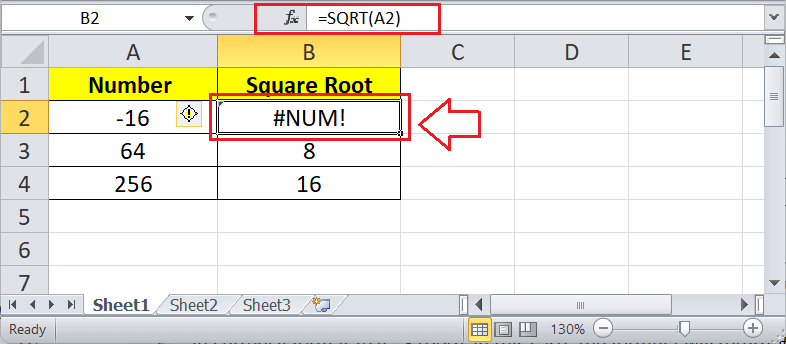 B2 fx =SQRT(A2)
A B C D E
1 Number Square Root
2 -16 #NUM!
3 64 8
4 256 16
5
6
7
Sheet1 Sheet2 Sheet3
Ready 130%